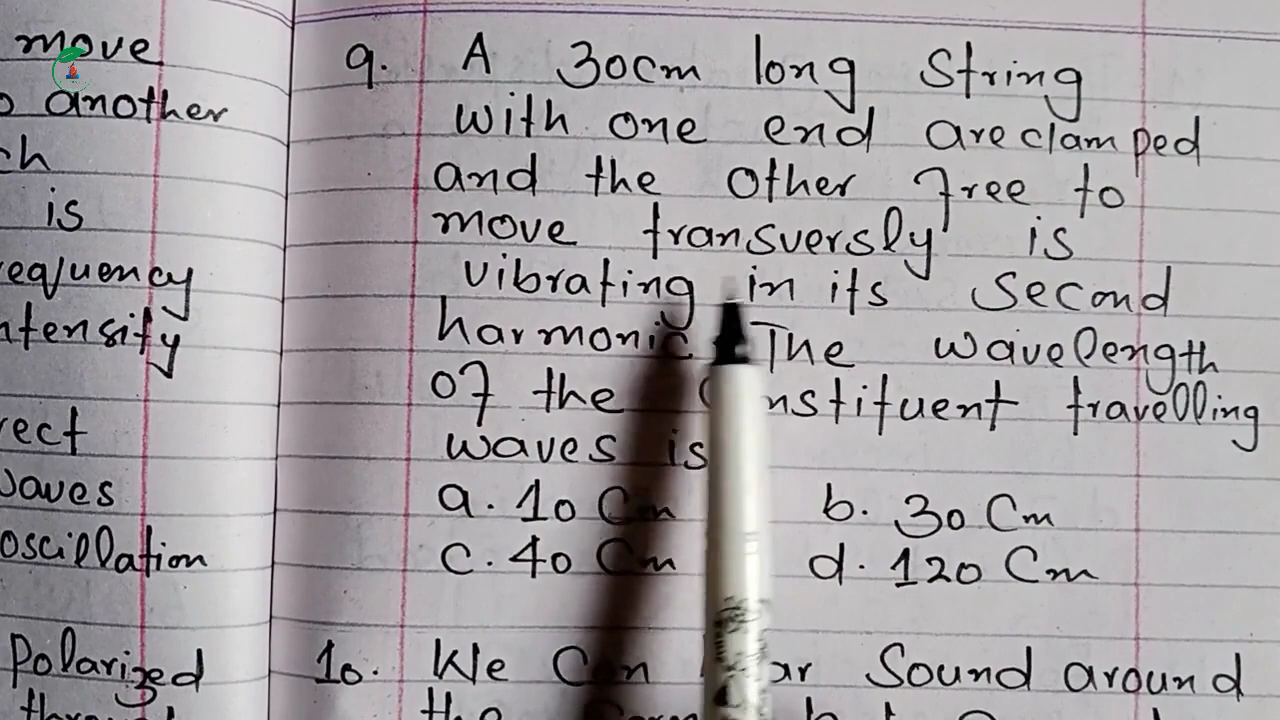 move
another
ch
is
equency
ntensity
rect
waves
oscillation
Polarized
9. A 30cm long String
with one end are clamped
and the other free to
move transversly is
vibrating in its Second
harmonic The wavelength
of the nstituent travelling
waves is
a. 10 Cm b. 30 Cm
c. 40 Cm d. 120 Cm
10. We Can ar Sound around
the